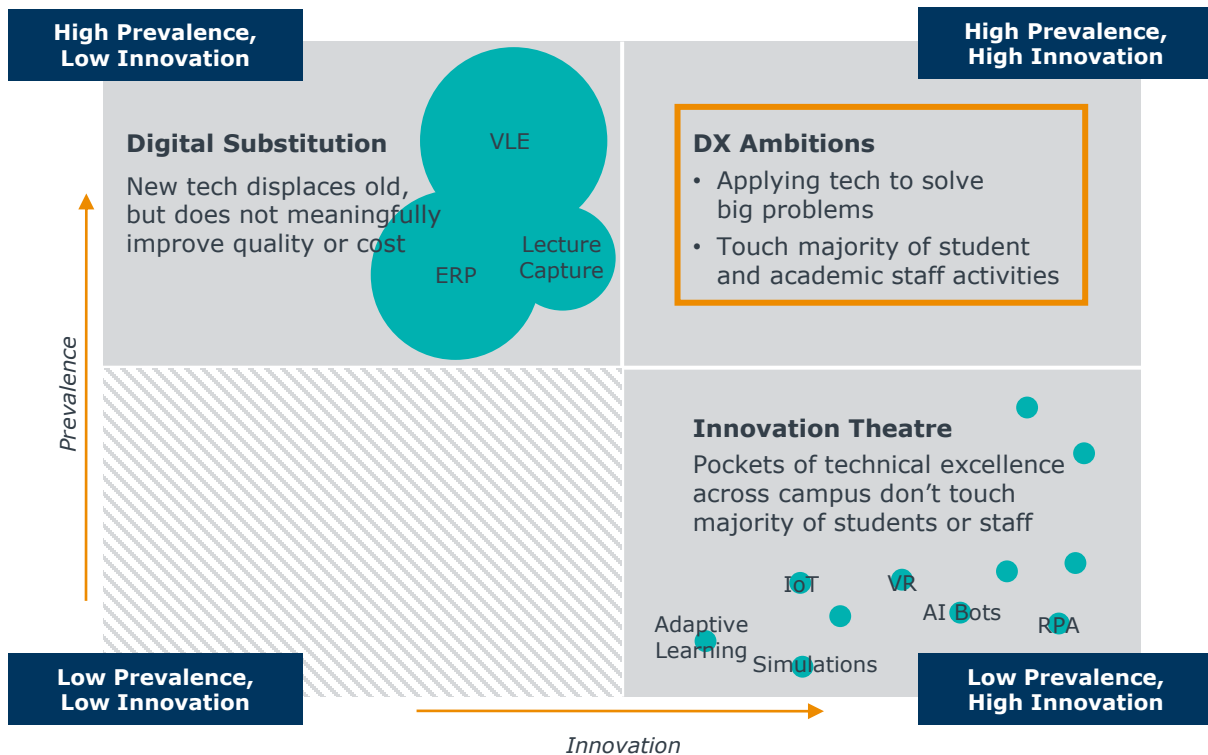 High Prevalence,
Low Innovation
High Prevalence,
High Innovation
Digital Substitution
New tech displaces old,
but does not meaningfully
improve quality or cost
VLE
ERP
Lecture
Capture
DX Ambitions
• Applying tech to solve
big problems
• Touch majority of student
and academic staff activities
Prevalence
Innovation Theatre
Pockets of technical excellence
across campus don’t touch
majority of students or staff
IoT
VR
AI Bots
RPA
Adaptive
Learning
Simulations
Low Prevalence,
Low Innovation
Low Prevalence,
High Innovation
Innovation